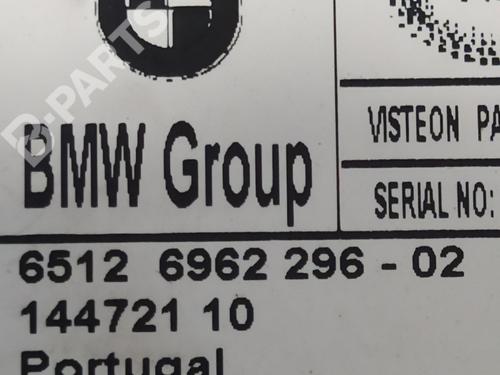 D-PARTS
BMW Group
VISTEON PA
SERIAL NO:
6512 6962 296 - 02
144721 10
Portugal